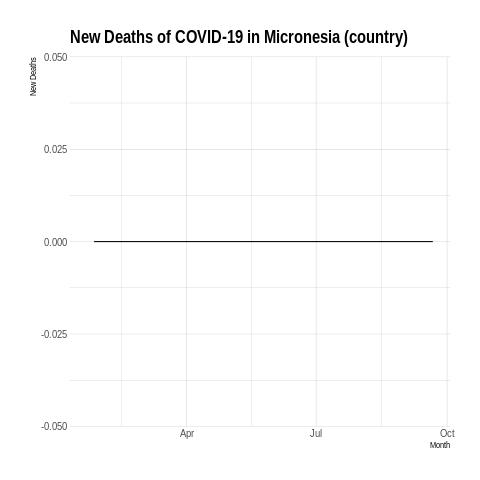 New Deaths of COVID-19 in Micronesia (country)
New Deaths
0.050
0.025
0.000
-0.025
-0.050
Apr
Jul
Oct
Month